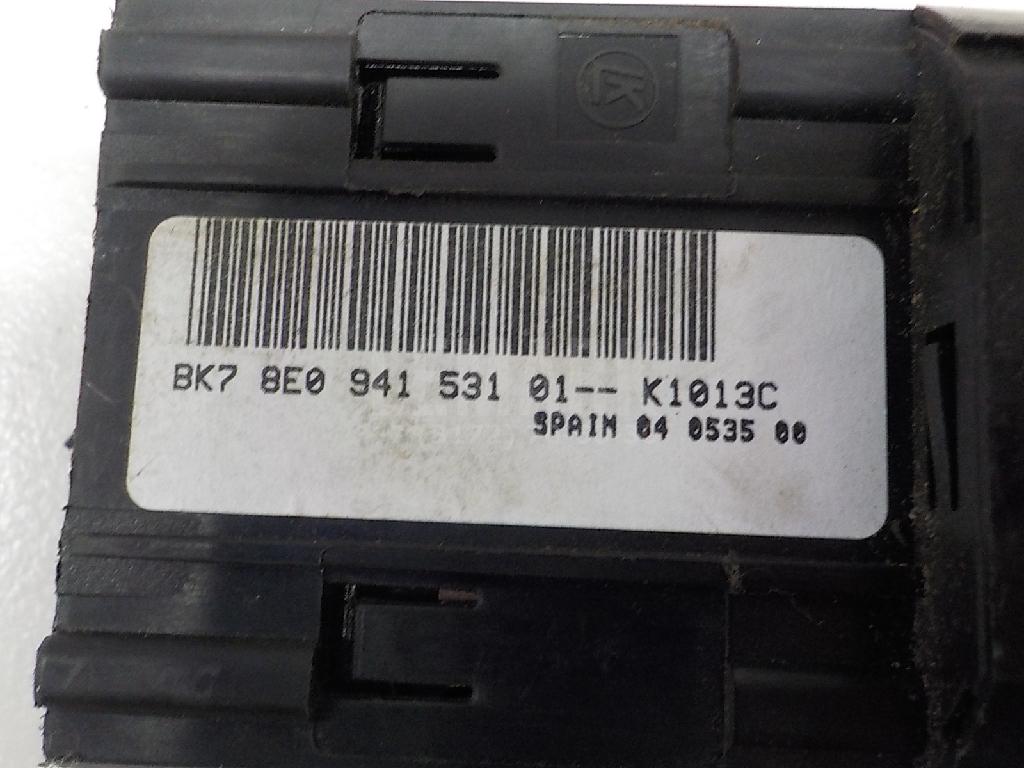 BK7 8E0 941 531 01-- K1013C
SPAIN 04 0535 00